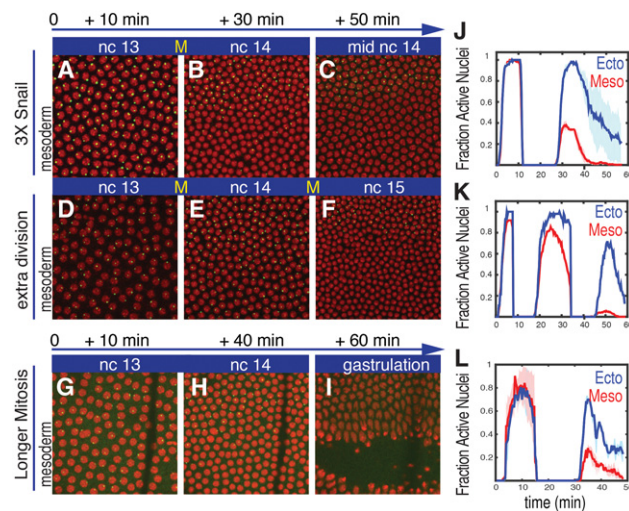 0 + 10 min + 30 min + 50 min
nc 13 M nc 14 mid nc 14
3X Snail
mesoderm
A B C
nc 13 M nc 14 M nc 15
extra division
mesoderm
D E F
0 + 10 min + 40 min + 60 min
nc 13 nc 14 gastrulation
Longer Mitosis
mesoderm
G H I
J
Fraction Active Nuclei
1
0.8
0.6
0.4
0.2
Ecto
Meso
0 10 20 30 40 50 60
K
Fraction Active Nuclei
1
0.8
0.6
0.4
0.2
Ecto
Meso
0 10 20 30 40 50 60
L
Fraction Active Nuclei
1
0.8
0.6
0.4
0.2
Ecto
Meso
0 10 20 30 40 50
time (min)